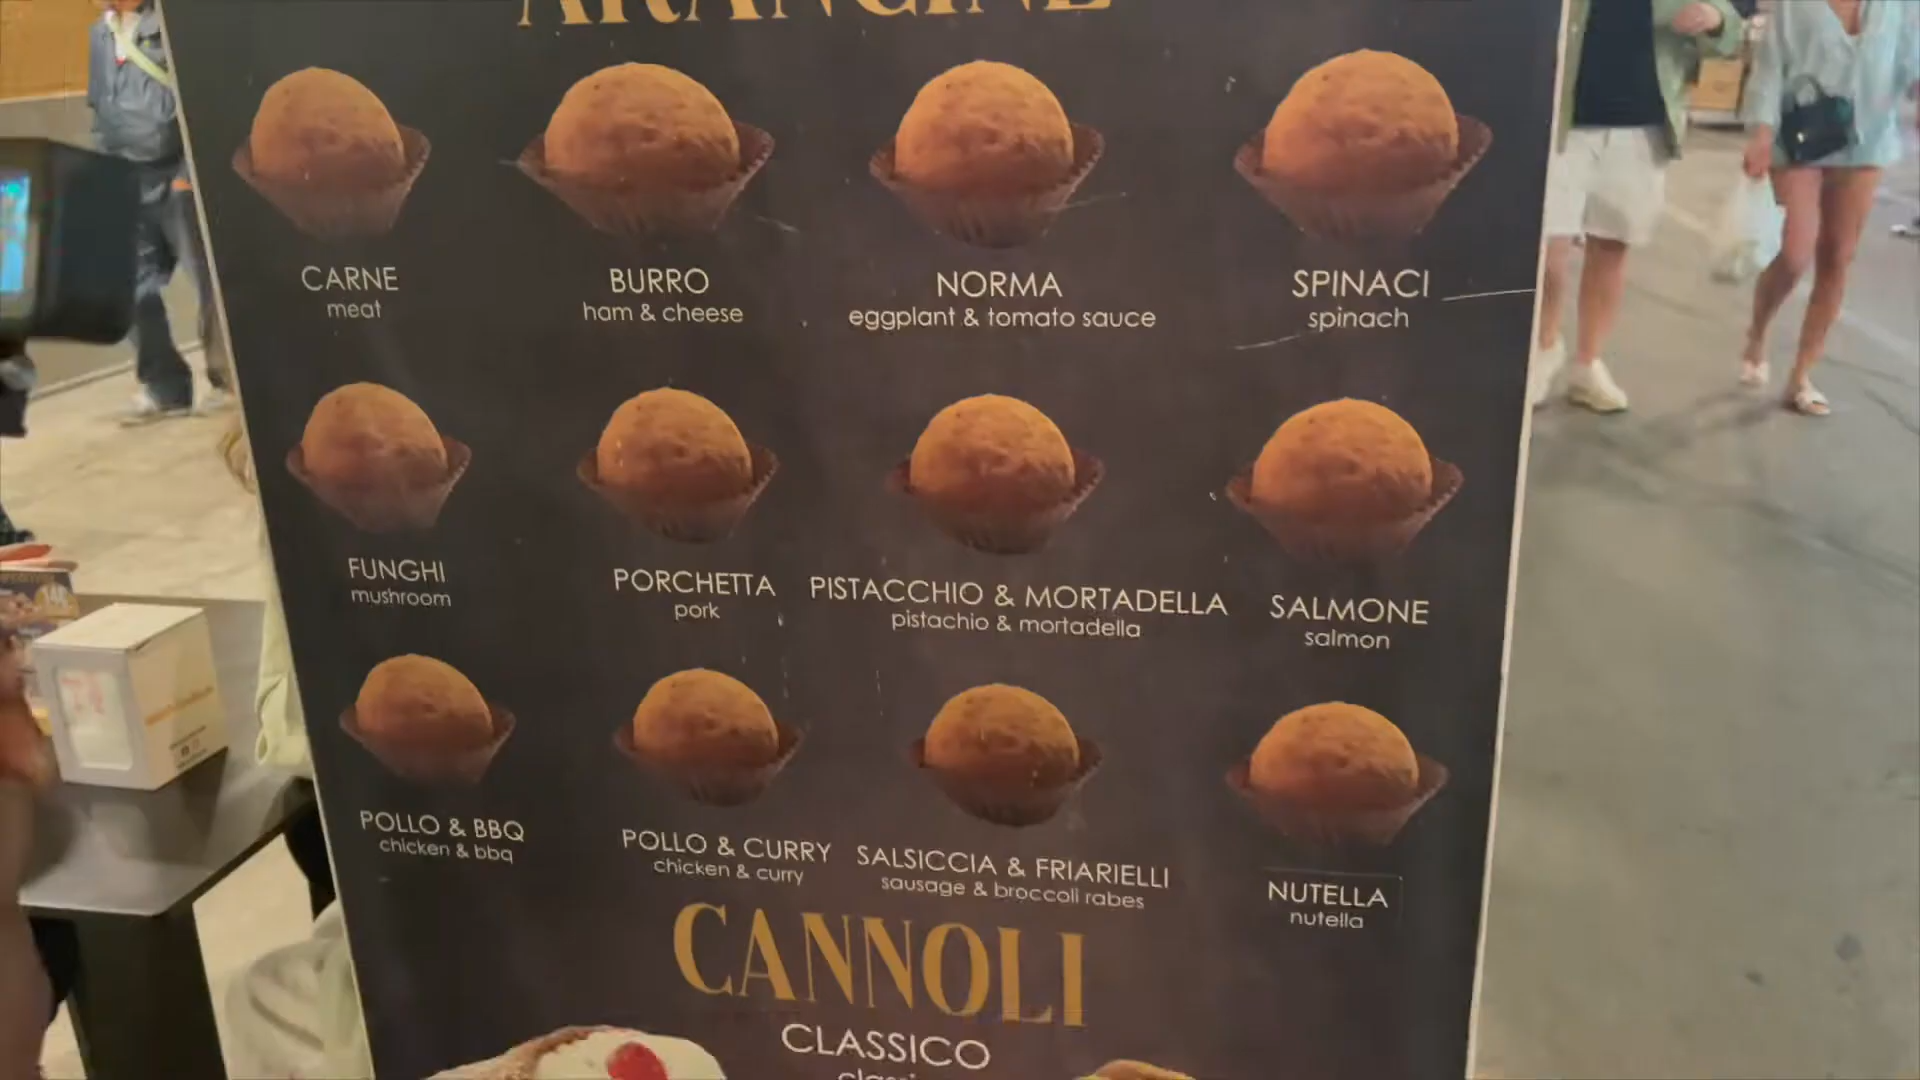 ARANCINE
CARNE
meat
BURRO
ham & cheese
NORMA
eggplant & tomato sauce
SPINACI
spinach
FUNGHI
mushroom
PORCHETTA
pork
PISTACCHIO & MORTADELLA
pistachio & mortadella
SALMONE
salmon
POLLO & BBQ
chicken & bbq
POLLO & CURRY
chicken & curry
SALSICCIA & FRIARIELLI
sausage & broccoli rabes
NUTELLA
nutella
CANNOLI
CLASSICO